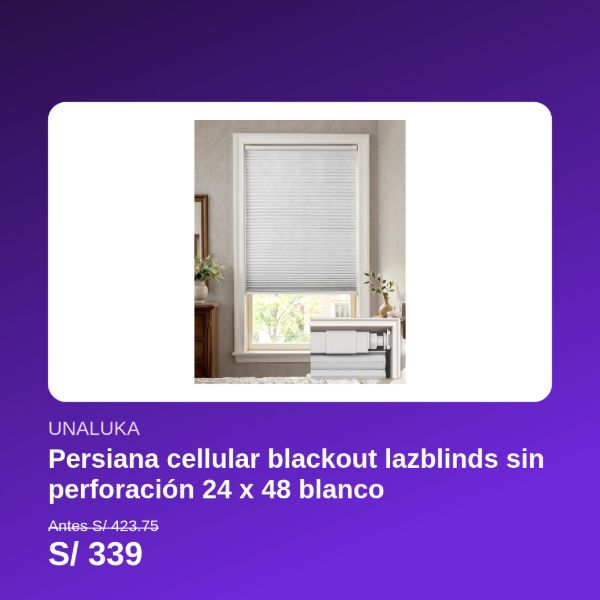 UNALUKA
Persiana cellular blackout lazblinds sin
perforación 24 x 48 blanco
Antes S/ 423.75
S/ 339